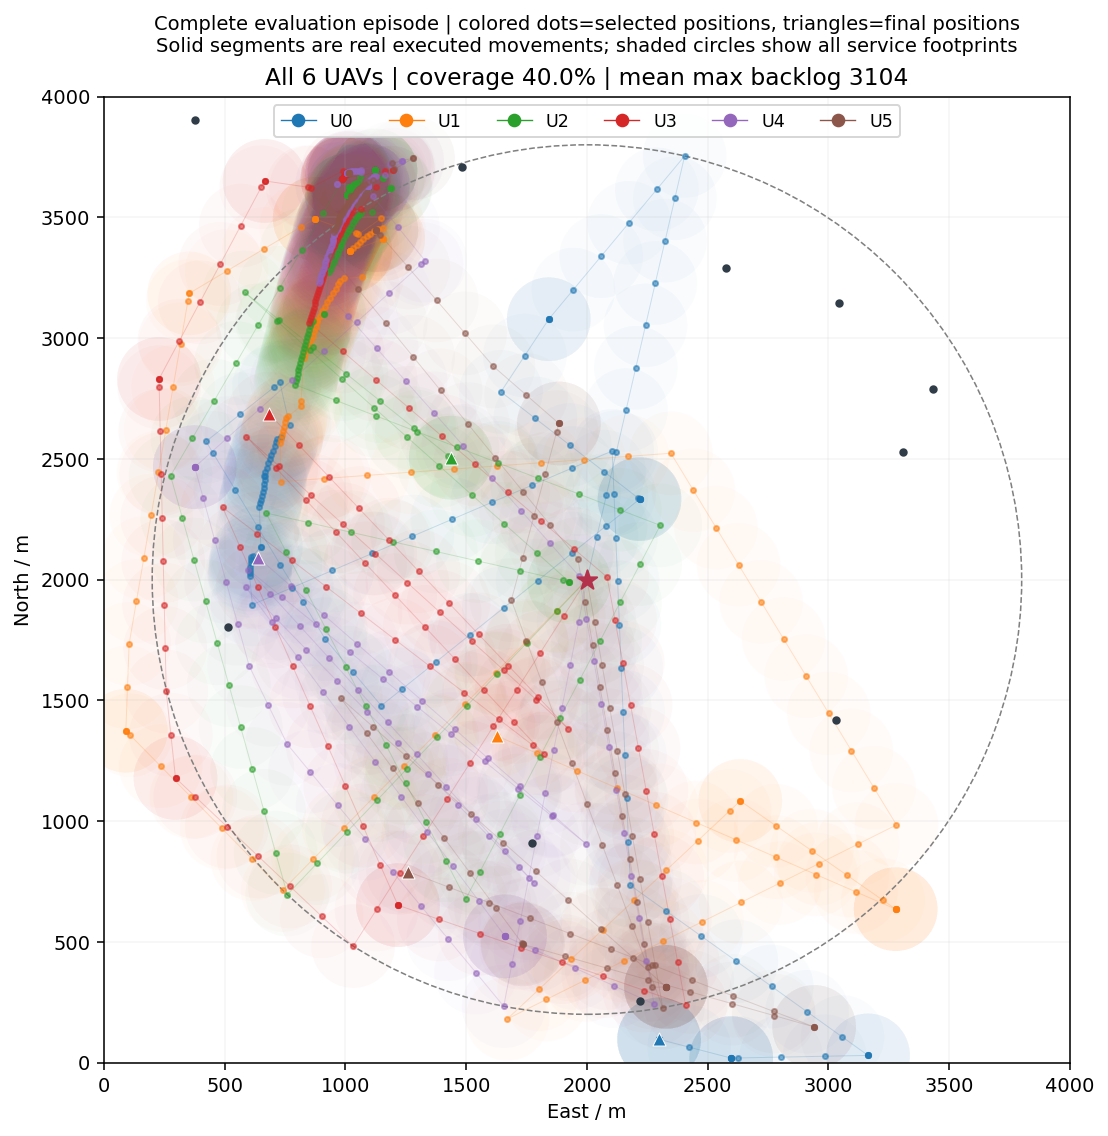 Complete evaluation episode | colored dots=selected positions, triangles=final positions
Solid segments are real executed movements; shaded circles show all service footprints
All 6 UAVs | coverage 40.0% | mean max backlog 3104
U0 U1 U2 U3 U4 U5
4000
3500
3000
2500
2000
1500
1000
500
0
North / m
0 500 1000 1500 2000 2500 3000 3500 4000
East / m